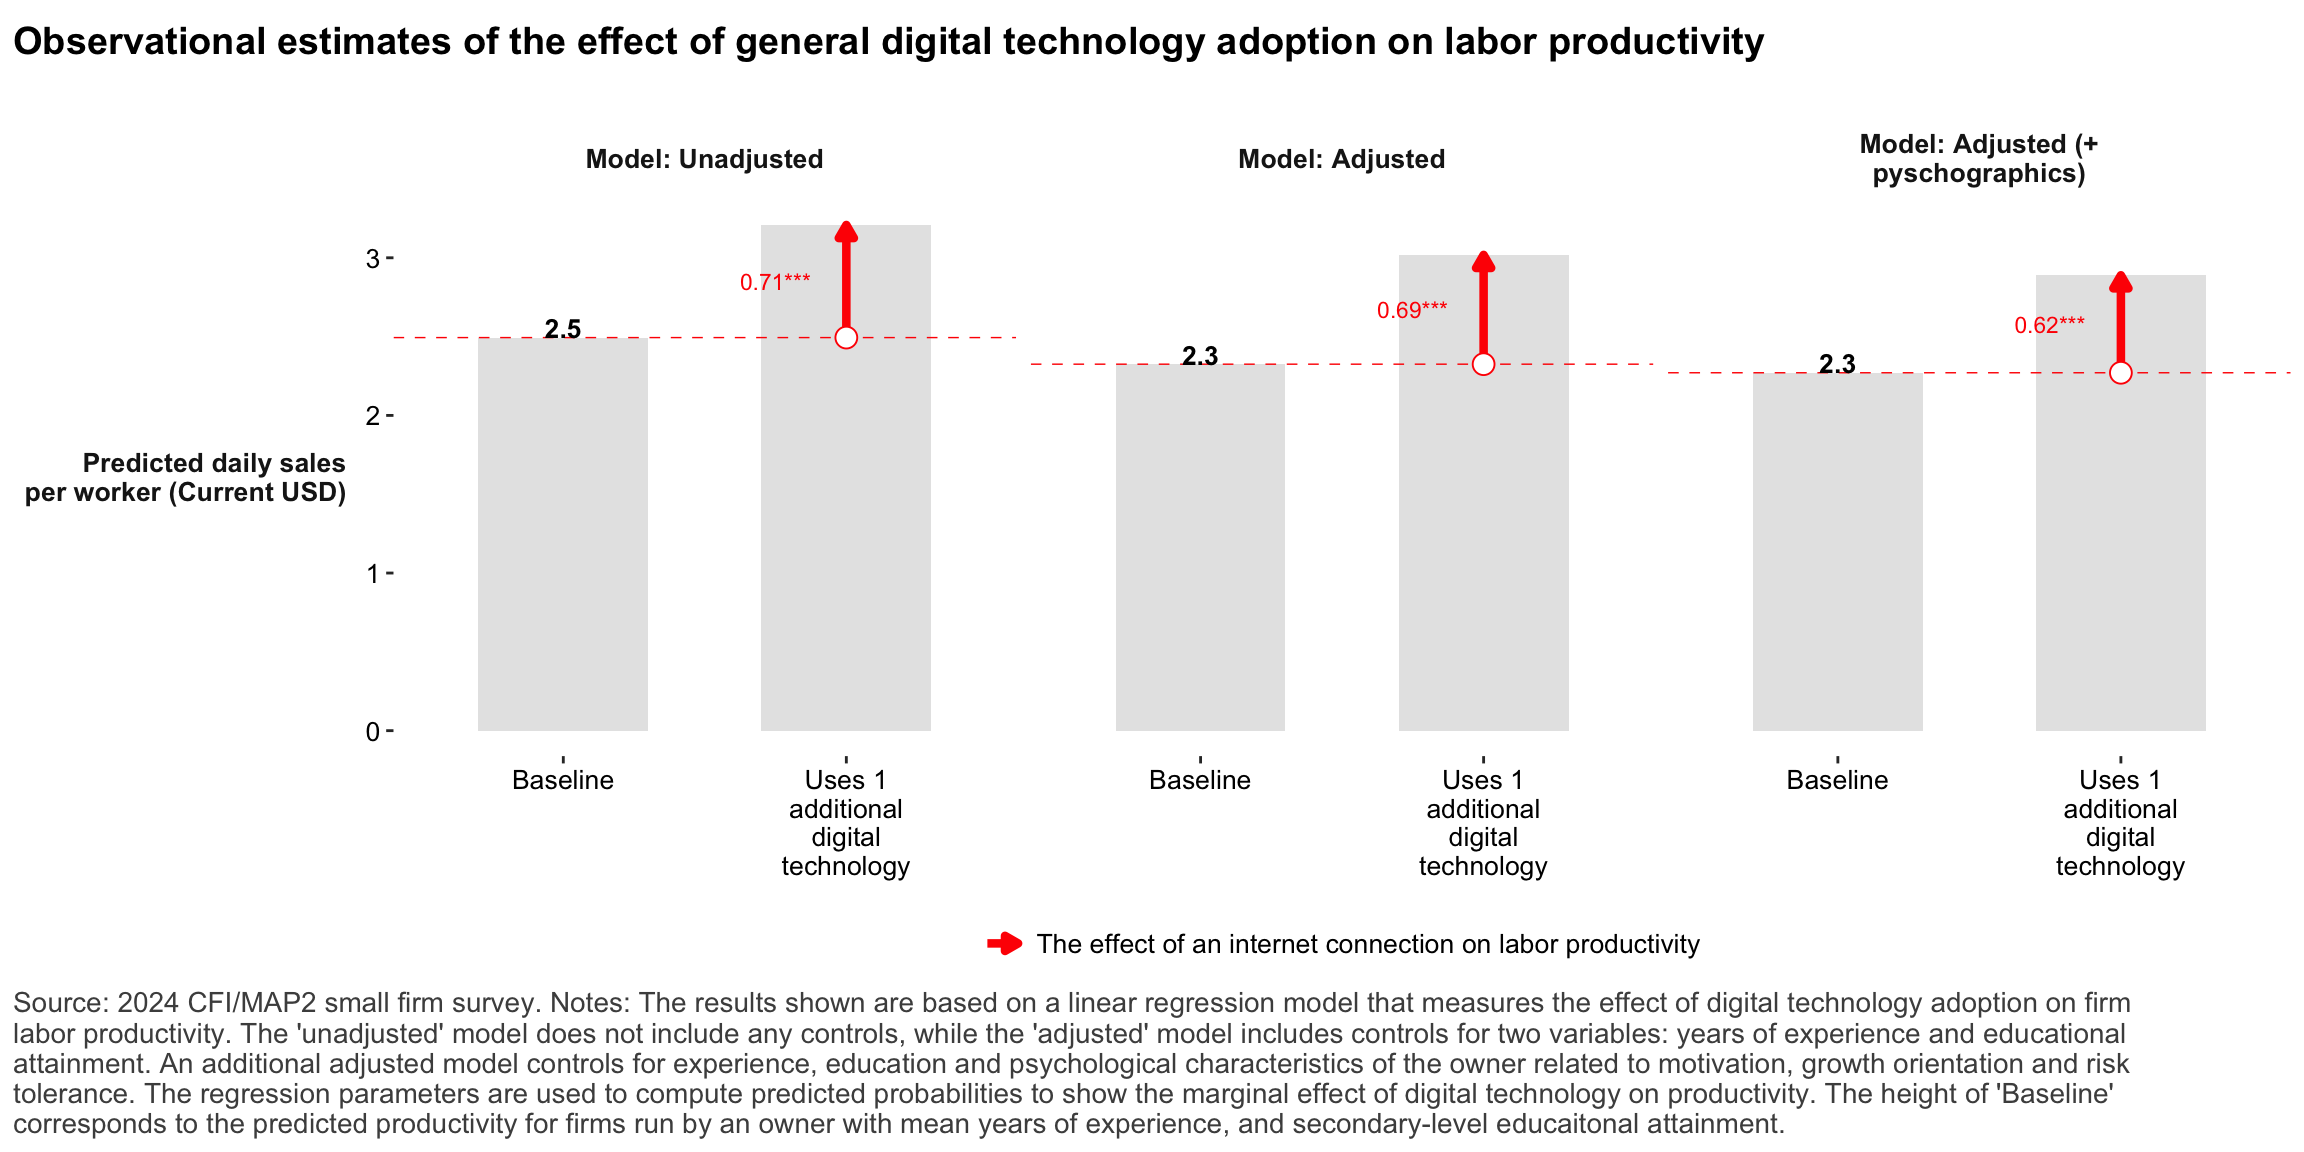 Observational estimates of the effect of general digital technology adoption on labor productivity
Model: Unadjusted
Model: Adjusted
Model: Adjusted (+
pyschographics)
3
2
1
0
Predicted daily sales
per worker (Current USD)
2.5
0.71***
2.3
0.69***
2.3
0.62***
Baseline
Uses 1
additional
digital
technology
Baseline
Uses 1
additional
digital
technology
Baseline
Uses 1
additional
digital
technology
The effect of an internet connection on labor productivity
Source: 2024 CFI/MAP2 small firm survey. Notes: The results shown are based on a linear regression model that measures the effect of digital technology adoption on firm
labor productivity. The 'unadjusted' model does not include any controls, while the 'adjusted' model includes controls for two variables: years of experience and educational
attainment. An additional adjusted model controls for experience, education and psychological characteristics of the owner related to motivation, growth orientation and risk
tolerance. The regression parameters are used to compute predicted probabilities to show the marginal effect of digital technology on productivity. The height of 'Baseline'
corresponds to the predicted productivity for firms run by an owner with mean years of experience, and secondary-level educaitonal attainment.